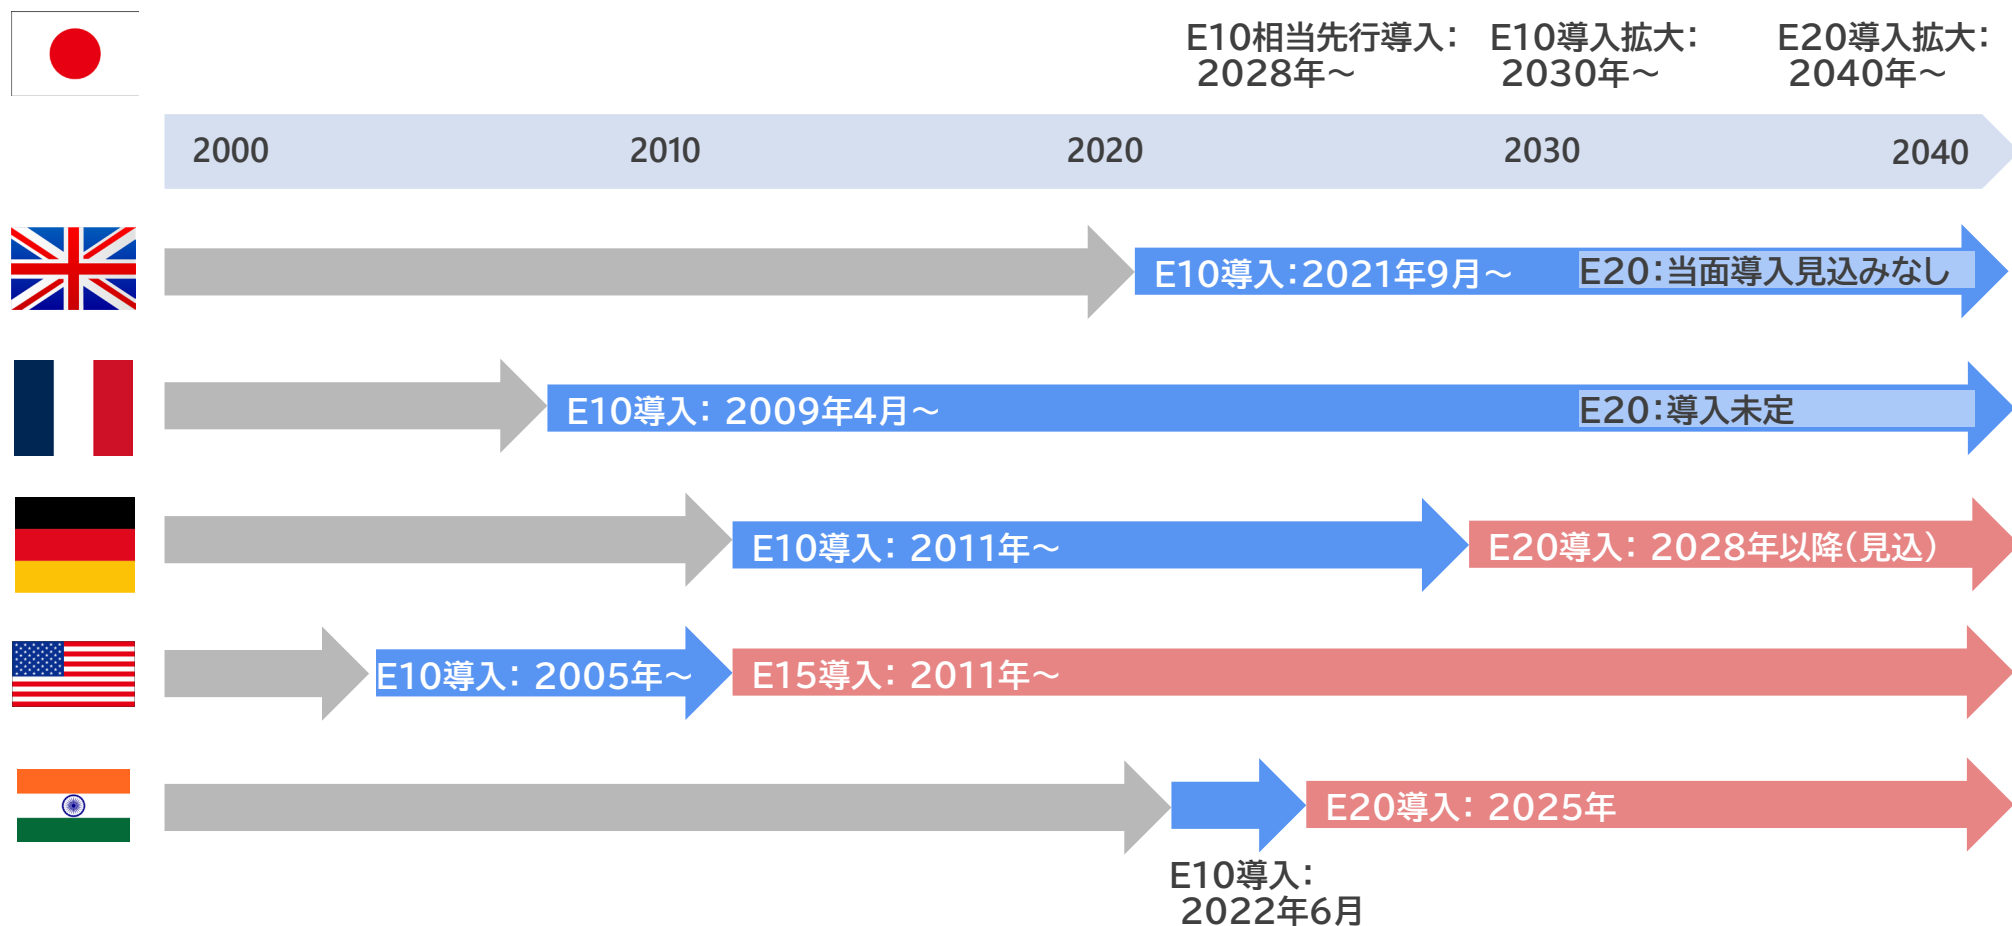 E10相当先行導入：
2028年～
E10導入拡大：
2030年～
E20導入拡大：
2040年～
2000
2010
2020
2030
2040
E10導入：2021年9月～
E20：当面導入見込みなし
E10導入： 2009年4月～
E20：導入未定
E10導入： 2011年～
E20導入： 2028年以降（見込）
E10導入： 2005年～
E15導入： 2011年～
E20導入： 2025年
E10導入：
2022年6月